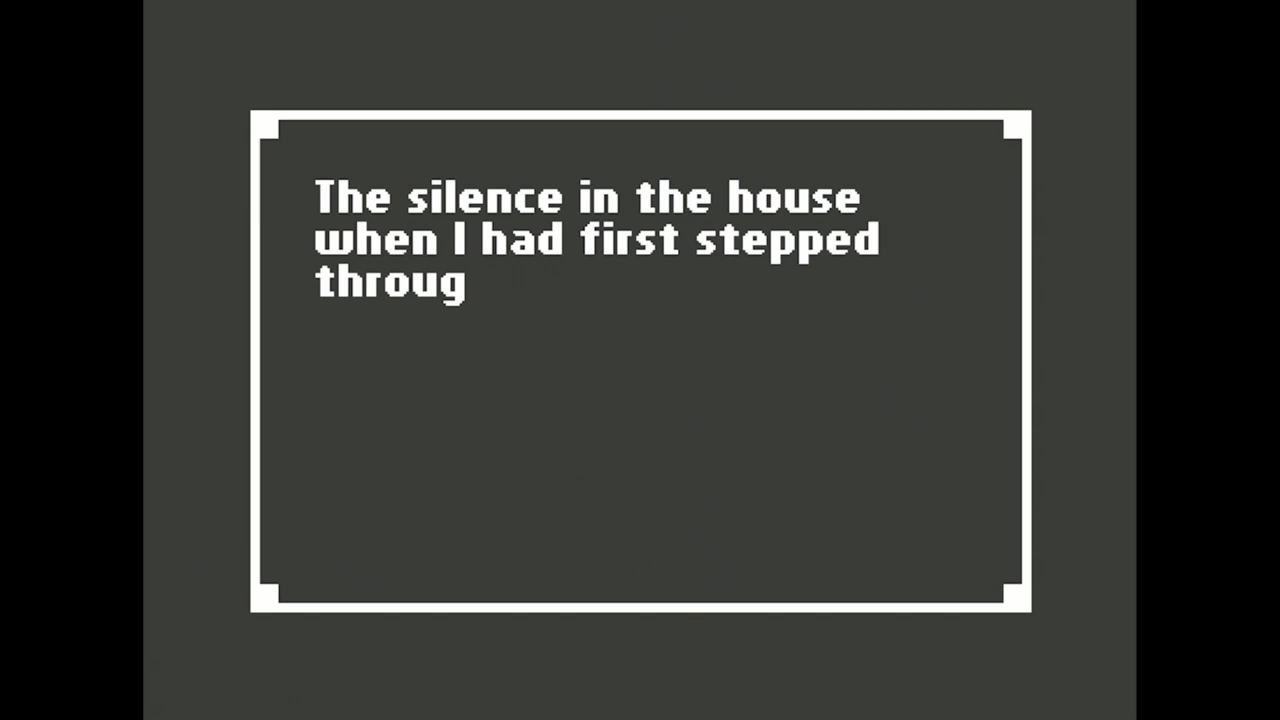 The silence in the house
when I had first stepped
throug